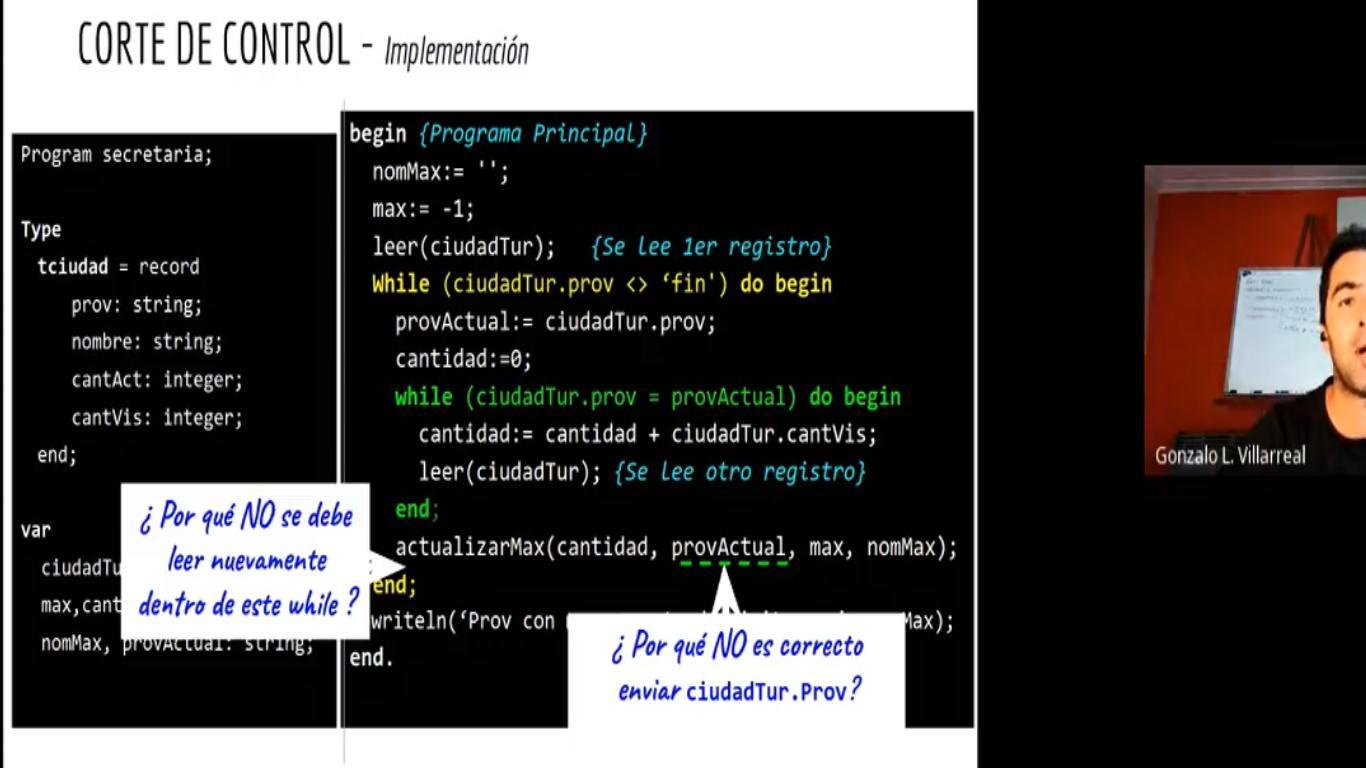 CORTE DE CONTROL - Implementación
Program secretaria;
Type
tciudad = record
prov: string;
nombre: string;
cantAct: integer;
cantVis: integer;
end;
var
ciudadTu
max,cant
nomMax, provActual: string;
¿ Por qué NO se debe
leer nuevamente
dentro de este while ?
begin {Programa Principal}
nomMax:= '';
max:= -1;
leer(ciudadTur); {Se lee 1er registro}
While (ciudadTur.prov <> ‘fin') do begin
provActual:= ciudadTur.prov;
cantidad:=0;
while (ciudadTur.prov = provActual) do begin
cantidad:= cantidad + ciudadTur.cantVis;
leer(ciudadTur); {Se lee otro registro}
end;
actualizarMax(cantidad, provActual, max, nomMax);
end;
writeln(‘Prov con Max);
end.
¿ Por qué NO es correcto
enviar ciudadTur.Prov?
Gonzalo L. Villarreal